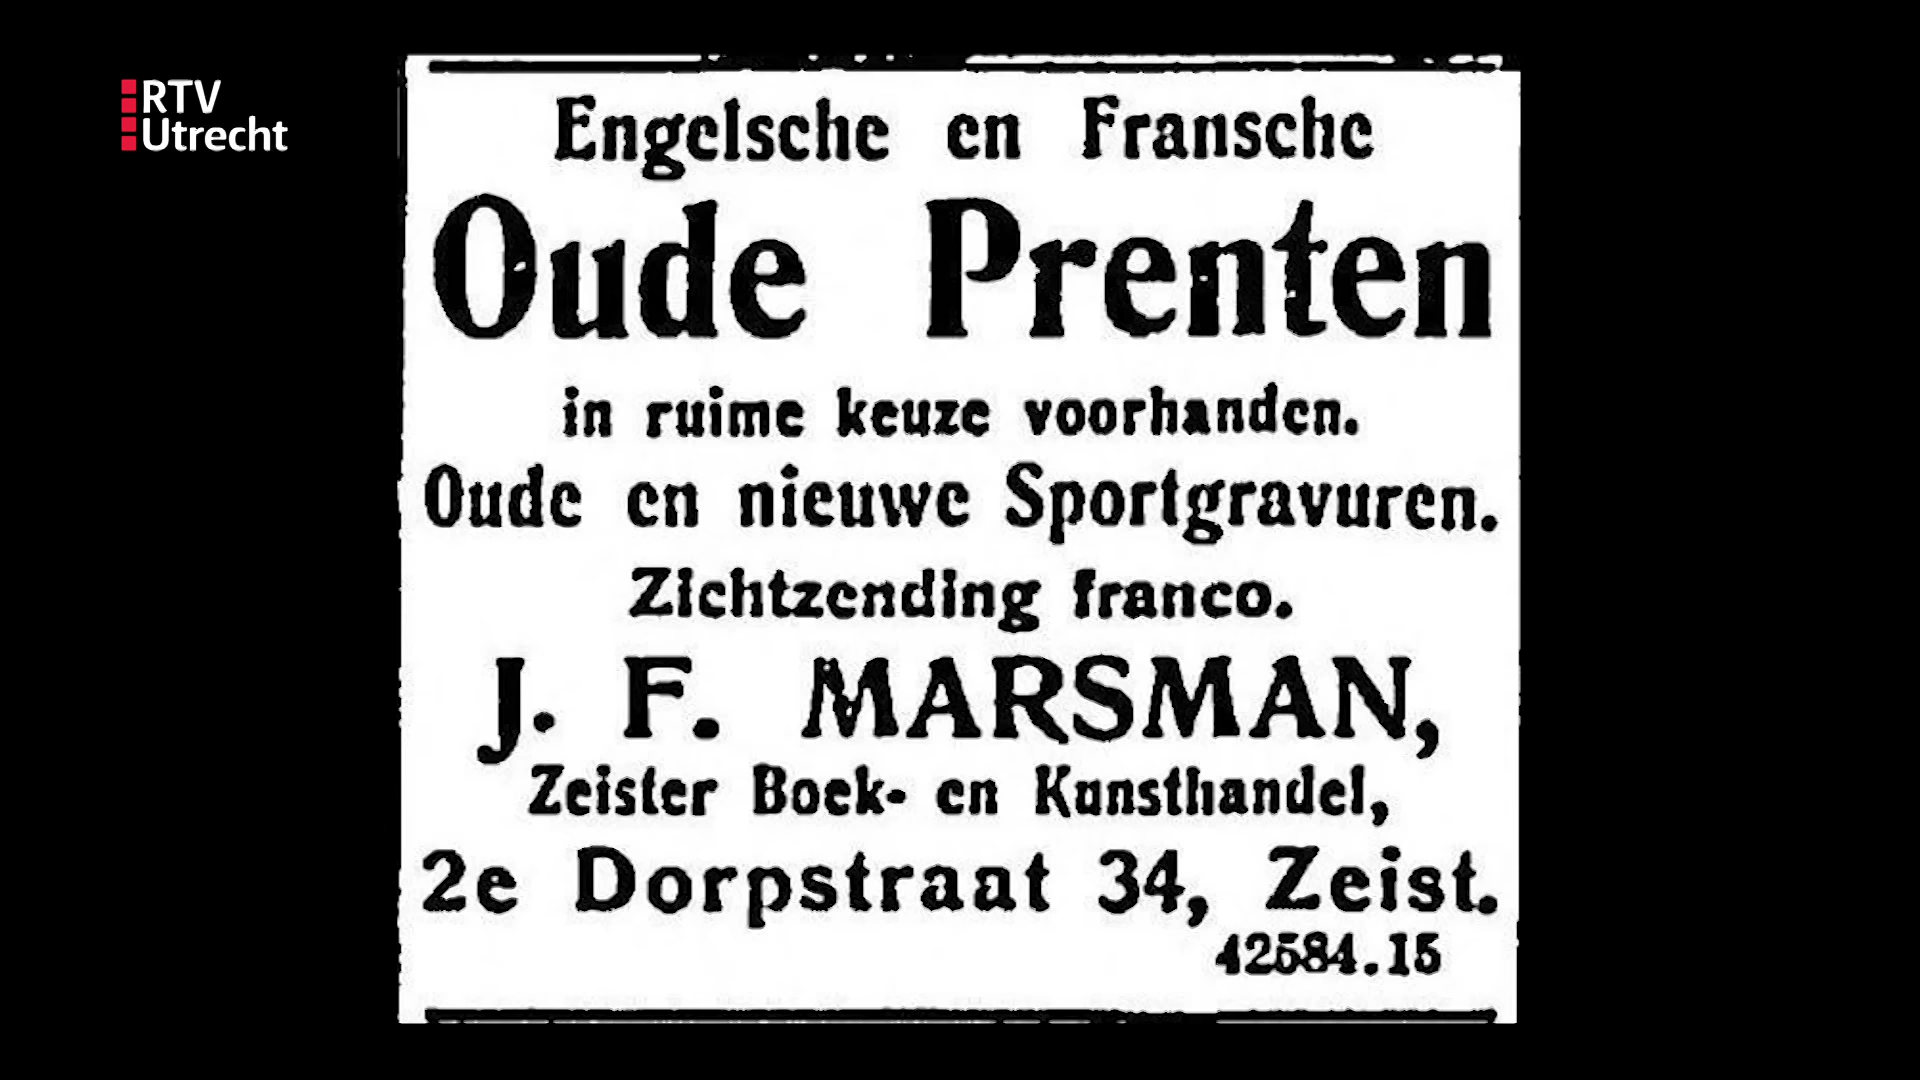 RTV
Utrecht
Engelsche en Fransche
Oude Prenten
in ruime keuze voorhanden.
Oude en nieuwe Sportgravuren.
Zichtzending franco.
J. F. MARSMAN,
Zeister Boek- en Kunsthandel,
2e Dorpstraat 34, Zeist.
42584.15